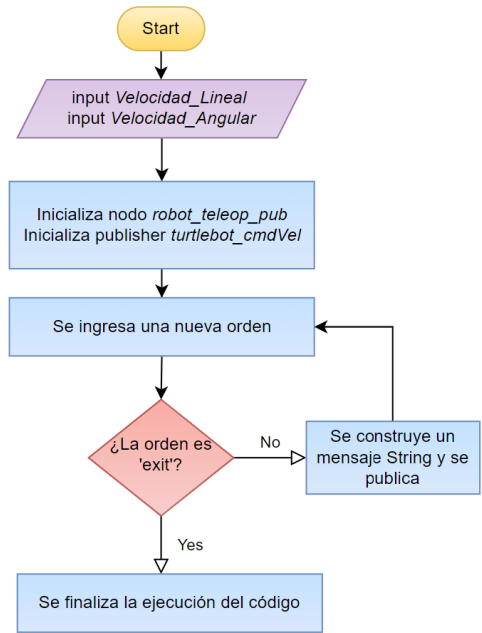 Start
input Velocidad_Lineal
input Velocidad_Angular
Inicializa nodo robot_teleop_pub
Inicializa publisher turtlebot_cmdVel
Se ingresa una nueva orden
¿La orden es
'exit'?
No
Se construye un
mensaje String y se
publica
Yes
Se finaliza la ejecución del código